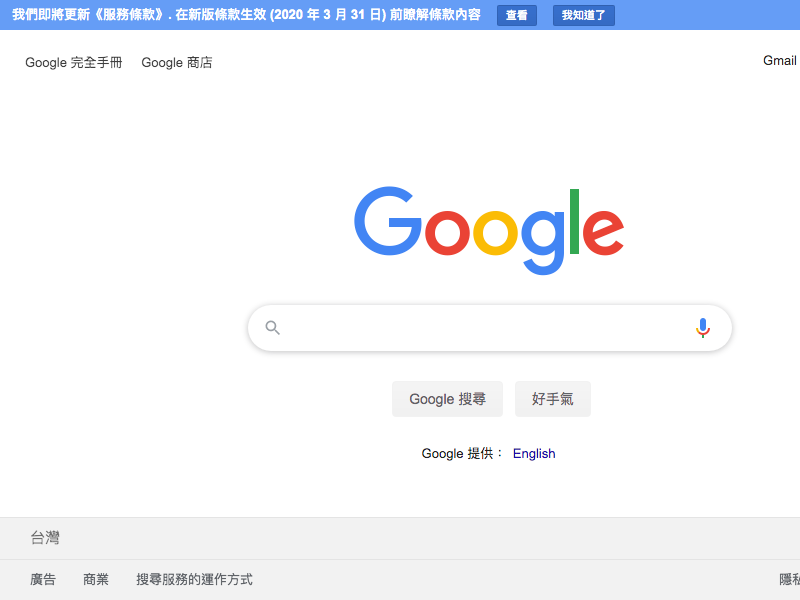 我們即將更新《服務條款》. 在新版條款生效 (2020 年 3 月 31 日) 前瞭解條款內容 查看 我知道了
Google 完全手冊 Google 商店 Gmail
Google
Google 搜尋 好手氣
Google 提供： English
台灣
廣告 商業 搜尋服務的運作方式